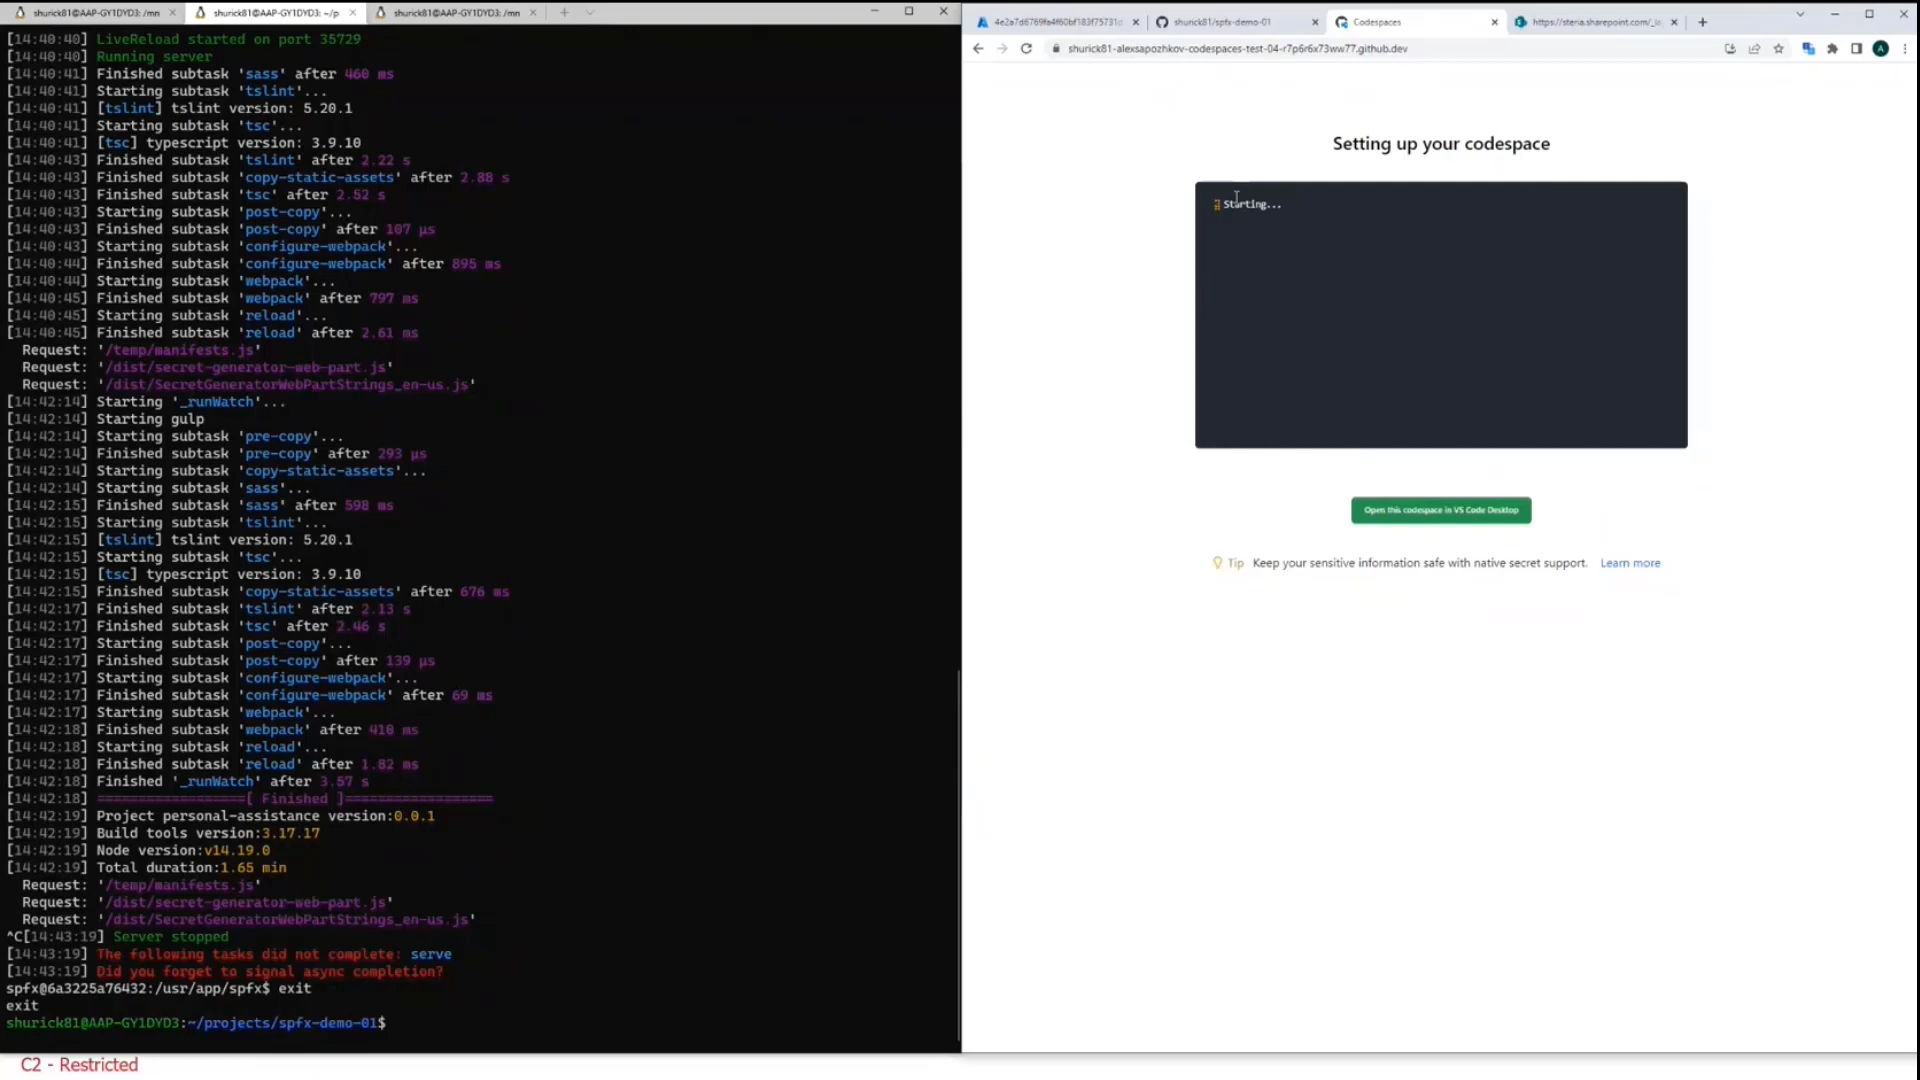 shurick81@AAP-GY1DYD3: /mn
shurick81@AAP-GY1DYD3: ~/p
shurick81@AAP-GY1DYD3: /mn
[14:40:40] LiveReload started on port 35729
[14:40:40] Running server
[14:40:41] Finished subtask 'sass' after 460 ms
[14:40:41] Starting subtask 'tslint'...
[14:40:41] [tslint] tslint version: 5.20.1
[14:40:41] Starting subtask 'tsc'...
[14:40:41] [tsc] typescript version: 3.9.10
[14:40:43] Finished subtask 'tslint' after 2.22 s
[14:40:43] Finished subtask 'copy-static-assets' after 2.88 s
[14:40:43] Finished subtask 'tsc' after 2.52 s
[14:40:43] Starting subtask 'post-copy'...
[14:40:43] Finished subtask 'post-copy' after 107 µs
[14:40:43] Starting subtask 'configure-webpack'...
[14:40:44] Finished subtask 'configure-webpack' after 895 ms
[14:40:44] Starting subtask 'webpack'...
[14:40:45] Finished subtask 'webpack' after 797 ms
[14:40:45] Starting subtask 'reload'...
[14:40:45] Finished subtask 'reload' after 2.61 ms
Request: '/temp/manifests.js'
Request: '/dist/secret-generator-web-part.js'
Request: '/dist/SecretGeneratorWebPartStrings_en-us.js'
[14:42:14] Starting '_runWatch'...
[14:42:14] Starting gulp
[14:42:14] Starting subtask 'pre-copy'...
[14:42:14] Finished subtask 'pre-copy' after 293 µs
[14:42:14] Starting subtask 'copy-static-assets'...
[14:42:14] Starting subtask 'sass'...
[14:42:15] Finished subtask 'sass' after 598 ms
[14:42:15] Starting subtask 'tslint'...
[14:42:15] [tslint] tslint version: 5.20.1
[14:42:15] Starting subtask 'tsc'...
[14:42:15] [tsc] typescript version: 3.9.10
[14:42:15] Finished subtask 'copy-static-assets' after 676 ms
[14:42:17] Finished subtask 'tslint' after 2.13 s
[14:42:17] Finished subtask 'tsc' after 2.46 s
[14:42:17] Starting subtask 'post-copy'...
[14:42:17] Finished subtask 'post-copy' after 139 µs
[14:42:17] Starting subtask 'configure-webpack'...
[14:42:17] Finished subtask 'configure-webpack' after 69 ms
[14:42:17] Starting subtask 'webpack'...
[14:42:18] Finished subtask 'webpack' after 410 ms
[14:42:18] Starting subtask 'reload'...
[14:42:18] Finished subtask 'reload' after 1.82 ms
[14:42:18] Finished '_runWatch' after 3.57 s
[14:42:18] ==================[ Finished ]==================
[14:42:19] Project personal-assistance version:0.0.1
[14:42:19] Build tools version:3.17.17
[14:42:19] Node version:v14.19.0
[14:42:19] Total duration:1.65 min
Request: '/temp/manifests.js'
Request: '/dist/secret-generator-web-part.js'
Request: '/dist/SecretGeneratorWebPartStrings_en-us.js'
^C[14:43:19] Server stopped
[14:43:19] The following tasks did not complete: serve
[14:43:19] Did you forget to signal async completion?
spfx@6a3225a76432:/usr/app/spfx$ exit
exit
shurick81@AAP-GY1DYD3:~/projects/spfx-demo-01$
C2 - Restricted
shurick81/spfx-demo-01
Codespaces
https://steria.sharepoint.com/_la
shurick81-alexsapozhkov-codespaces-test-04-r7p6r6x73ww77.github.dev
Setting up your codespace
Starting...
Open this codespace in VS Code Desktop
Tip Keep your sensitive information safe with native secret support. Learn more